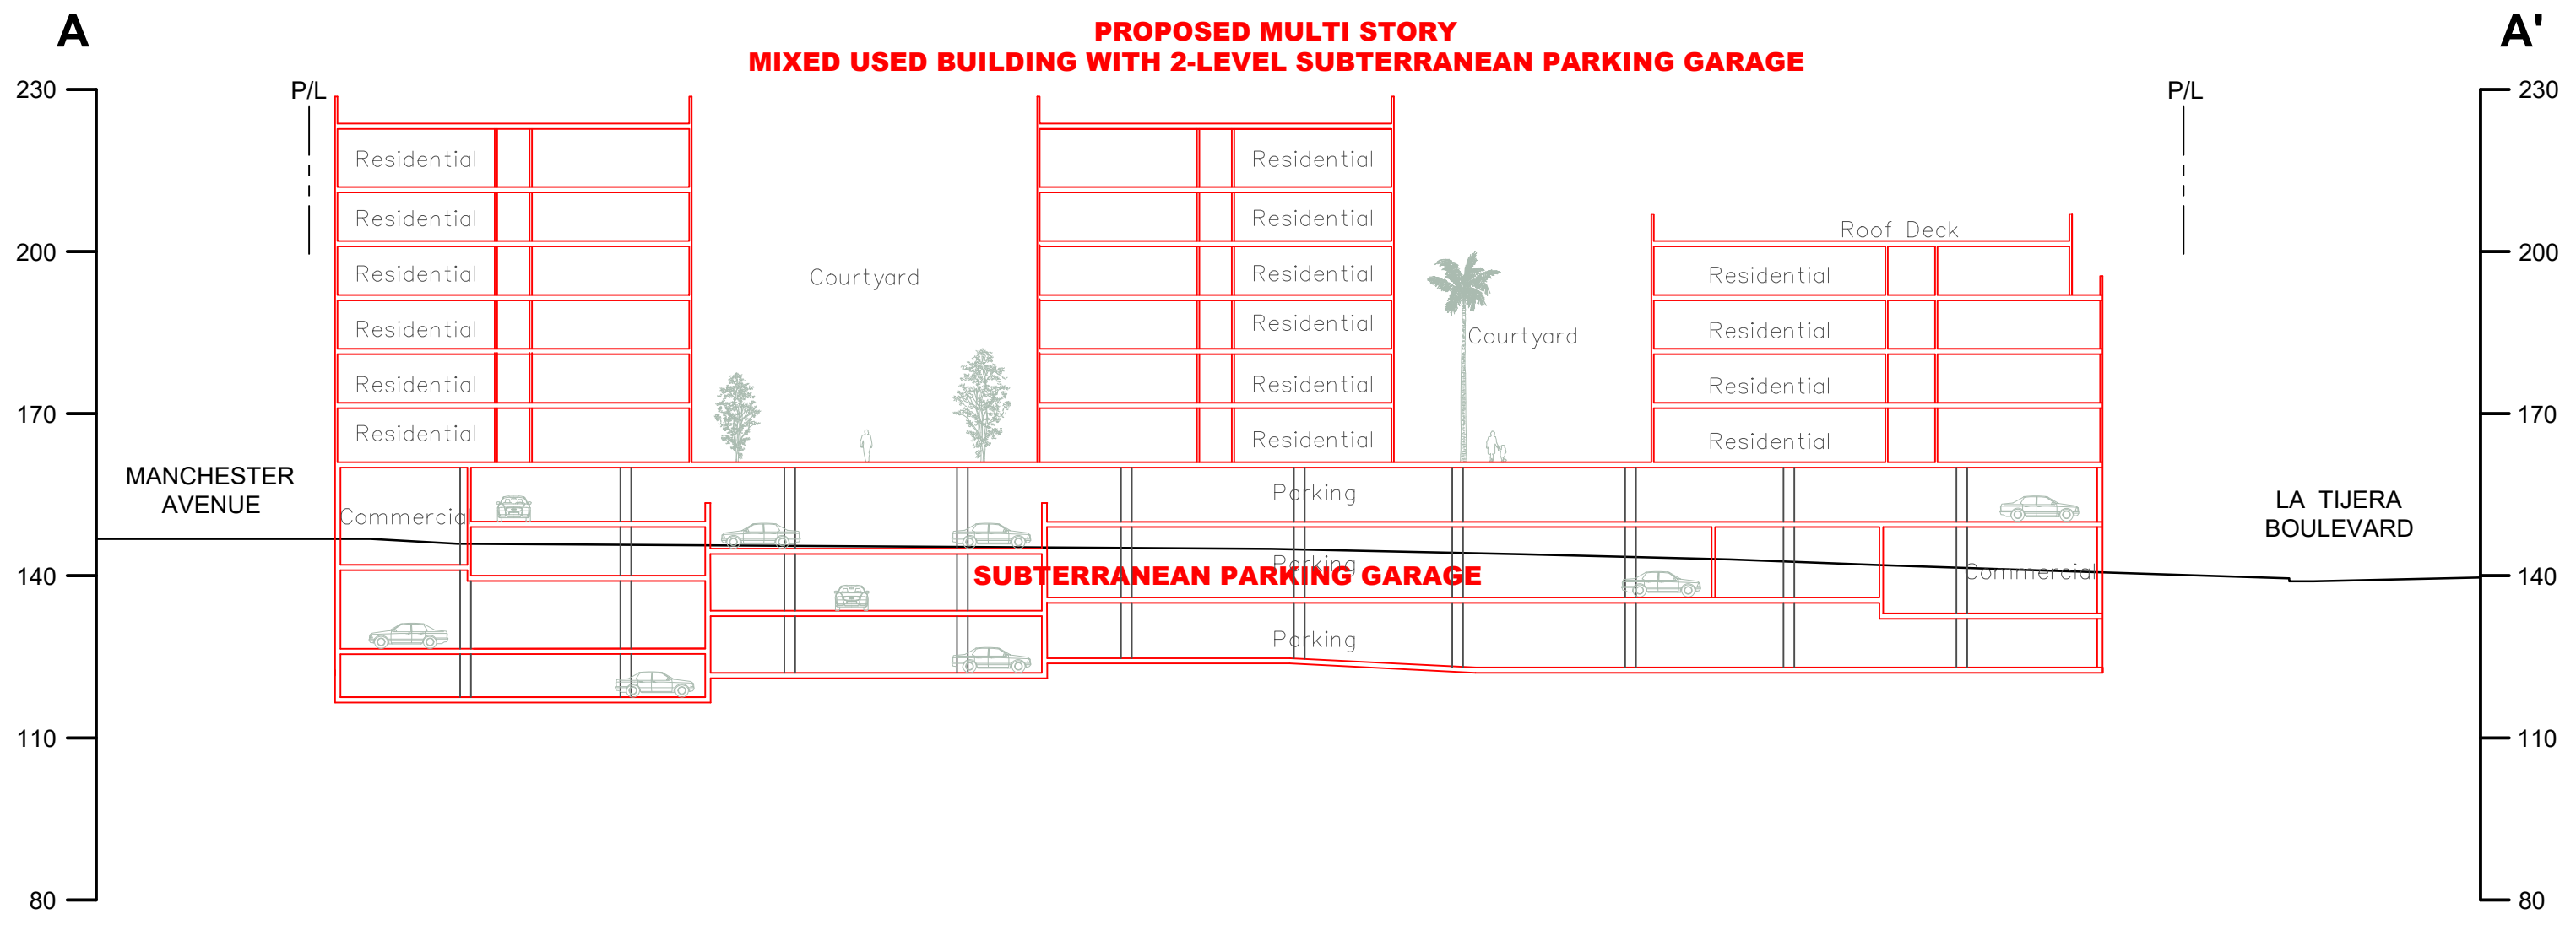 A
A'
PROPOSED MULTI STORY
MIXED USED BUILDING WITH 2-LEVEL SUBTERRANEAN PARKING GARAGE
230
P/L
P/L
230
Residential
Residential
Residential
Residential
Roof Deck
200
200
Residential
Courtyard
Residential
Residential
Residential
Residential
Courtyard
Residential
Residential
Residential
Residential
170
170
Residential
Residential
Residential
MANCHESTER
AVENUE
Parking
LA TIJERA
BOULEVARD
Commercial
140
SUBTERRANEAN PARKING GARAGE
Parking
Commercial
140
Parking
110
110
80
80